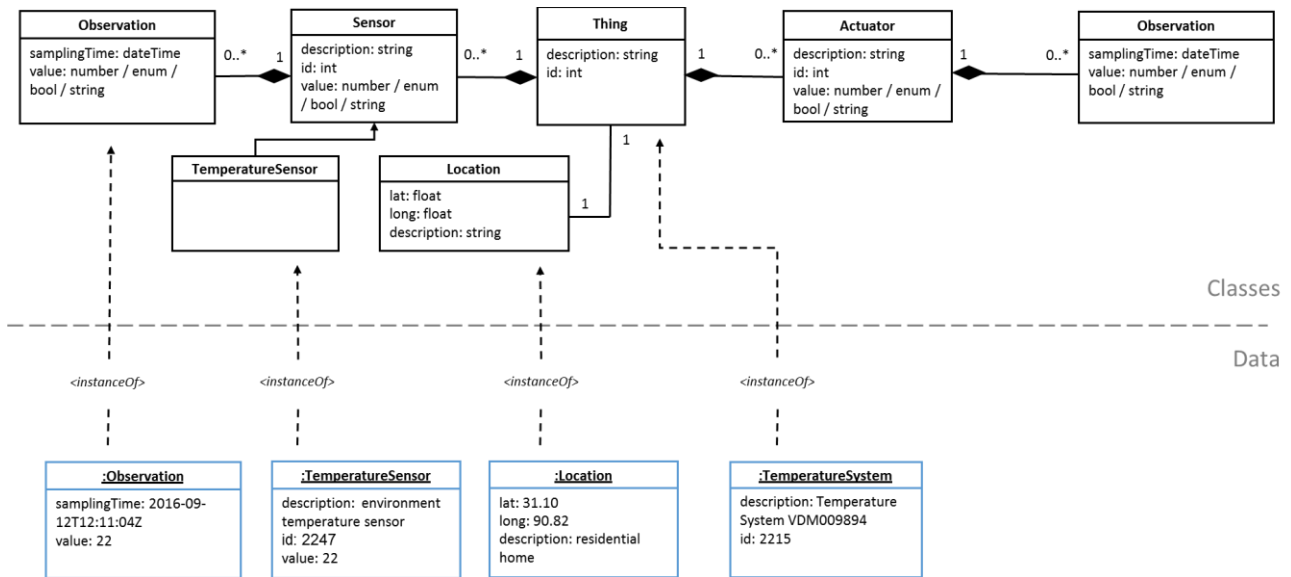 Observation
samplingTime: dateTime
value: number / enum /
bool / string
0..*
1
Sensor
description: string
id: int
value: number / enum
/ bool / string
0..*
1
Thing
description: string
id: int
1
0..*
Actuator
description: string
id: int
value: number / enum /
bool / string
1
0..*
Observation
samplingTime: dateTime
value: number / enum /
bool / string
TemperatureSensor
Location
lat: float
long: float
description: string
1
1
Classes
Data
<instanceOf>
<instanceOf>
<instanceOf>
<instanceOf>
:Observation
samplingTime: 2016-09-
12T12:11:04Z
value: 22
:TemperatureSensor
description: environment
temperature sensor
id: 2247
value: 22
:Location
lat: 31.10
long: 90.82
description: residential
home
:TemperatureSystem
description: Temperature
System VDM009894
id: 2215